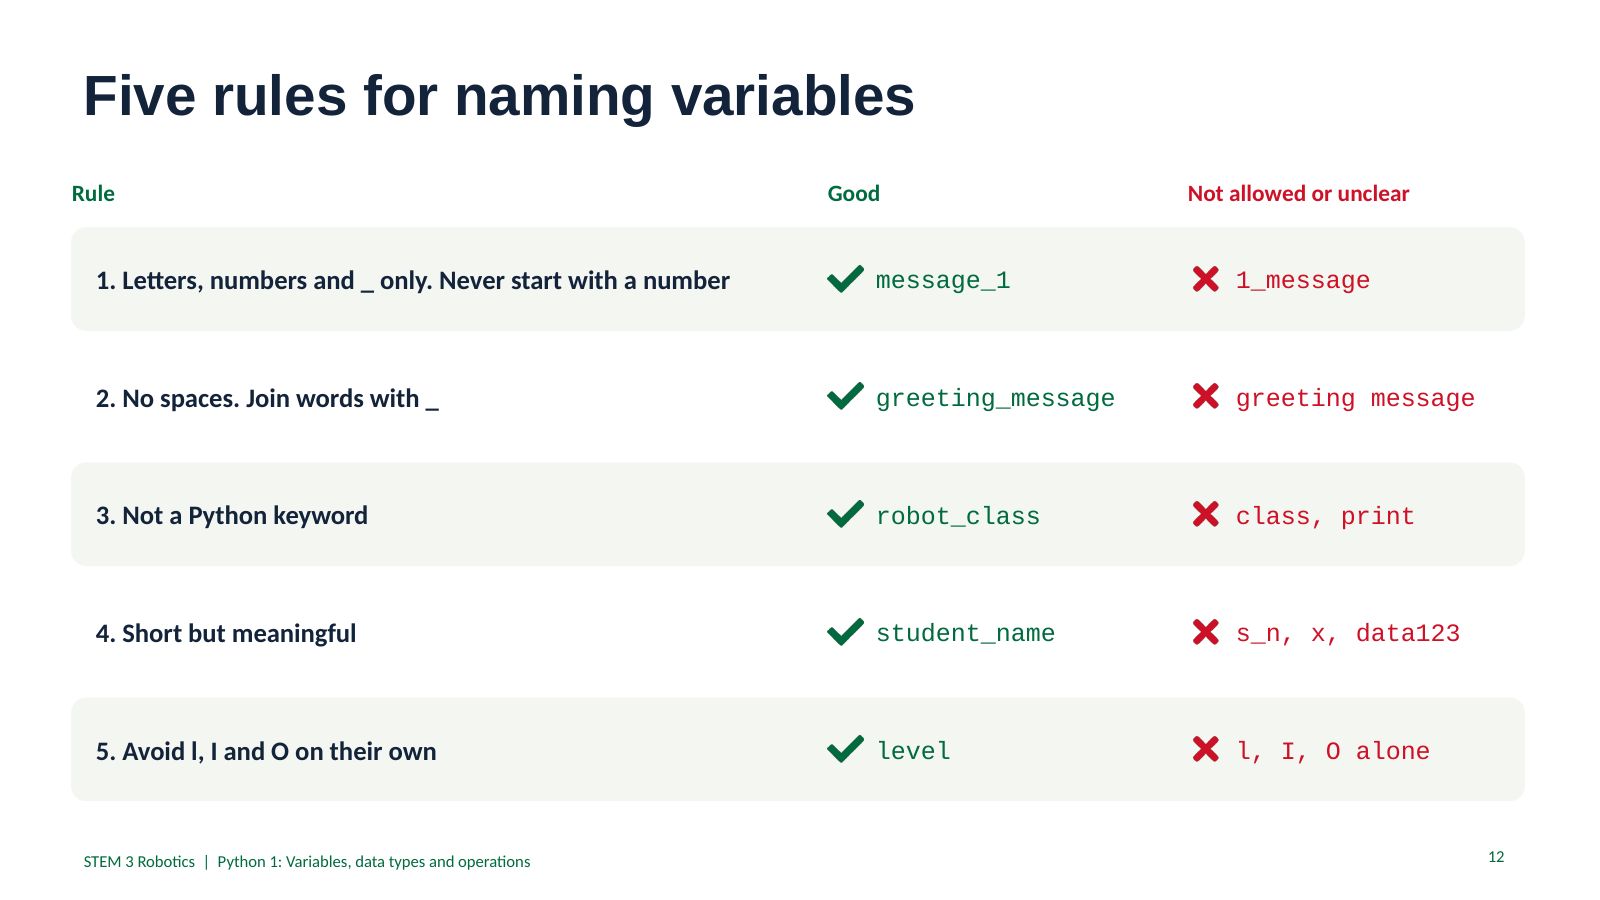 Five rules for naming variables
Rule Good Not allowed or unclear
1. Letters, numbers and _ only. Never start with a number message_1 1_message
2. No spaces. Join words with _ greeting_message greeting message
3. Not a Python keyword robot_class class, print
4. Short but meaningful student_name s_n, x, data123
5. Avoid l, I and O on their own level l, I, O alone
STEM 3 Robotics | Python 1: Variables, data types and operations 12